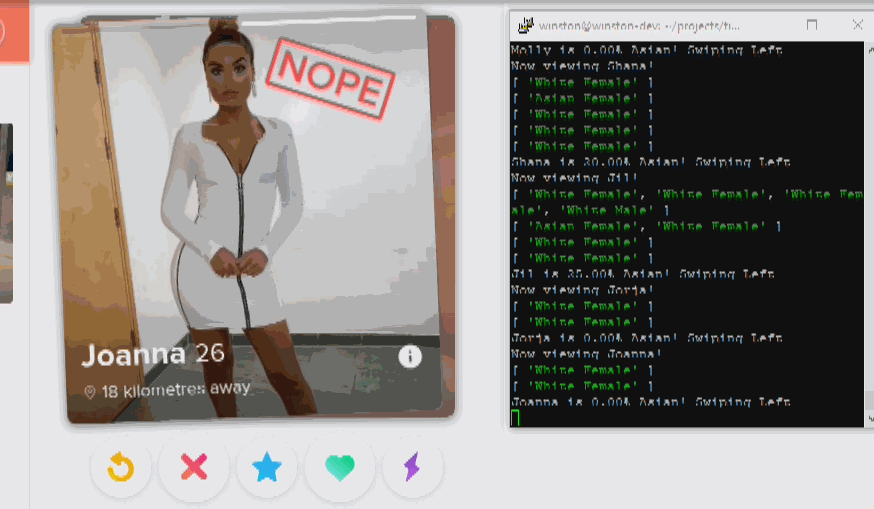 NOPE
Joanna 26
18 kilometres away
winston@winston-dev: ~/projects/ti...
Molly is 0.00% Asian! Swiping Left
Now viewing Shana!
[ 'White Female' ]
[ 'Asian Female' ]
[ 'White Female' ]
[ 'White Female' ]
[ 'White Female' ]
Shana is 20.00% Asian! Swiping Left
Now viewing Jil!
[ 'White Female', 'White Female', 'White Fem
ale', 'White Male' ]
[ 'Asian Female', 'White Female' ]
[ 'White Female' ]
[ 'White Female' ]
Jil is 25.00% Asian! Swiping Left
Now viewing Jorja!
[ 'White Female' ]
[ 'White Female' ]
Jorja is 0.00% Asian! Swiping Left
Now viewing Joanna!
[ 'White Female' ]
[ 'White Female' ]
Joanna is 0.00% Asian! Swiping Left